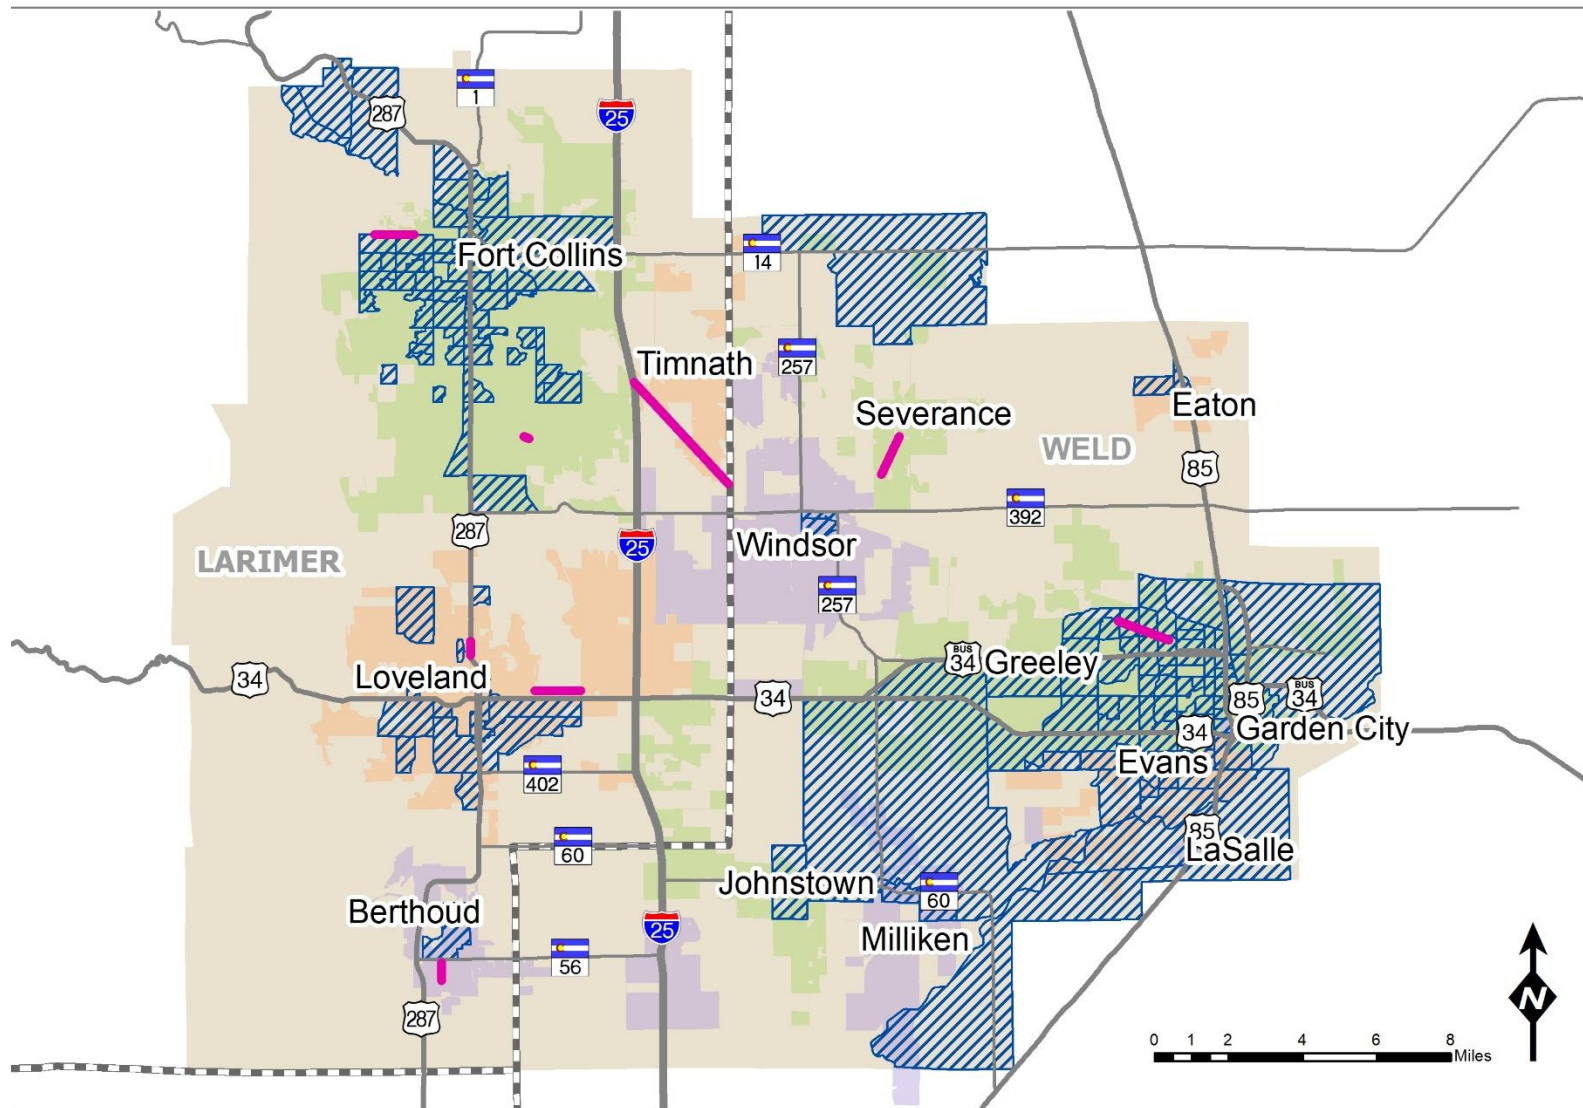 1
287
25
Fort Collins
14
Timnath
257
Severance
Eaton
WELD
85
392
287
25
Windsor
LARIMER
257
BUS
34
Greeley
Loveland
34
34
85
BUS
34
34
Garden City
Evans
402
85
60
LaSalle
Johnstown
60
Berthoud
25
Milliken
56
287
N
0 1 2 4 6 8
Miles